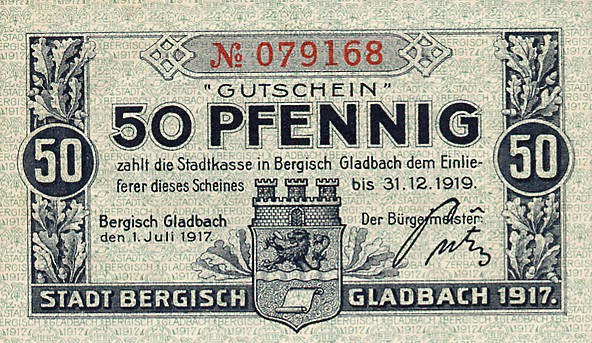 № 079168
"GUTSCHEIN"
50 PFENNIG
50
50
zahlt die Stadtkasse in Bergisch Gladbach dem Einlie-
ferer dieses Scheines bis 31.12.1919.
Bergisch Gladbach
den 1. Juli 1917.
Der Bürgermeister:
STADT BERGISCH GLADBACH 1917.